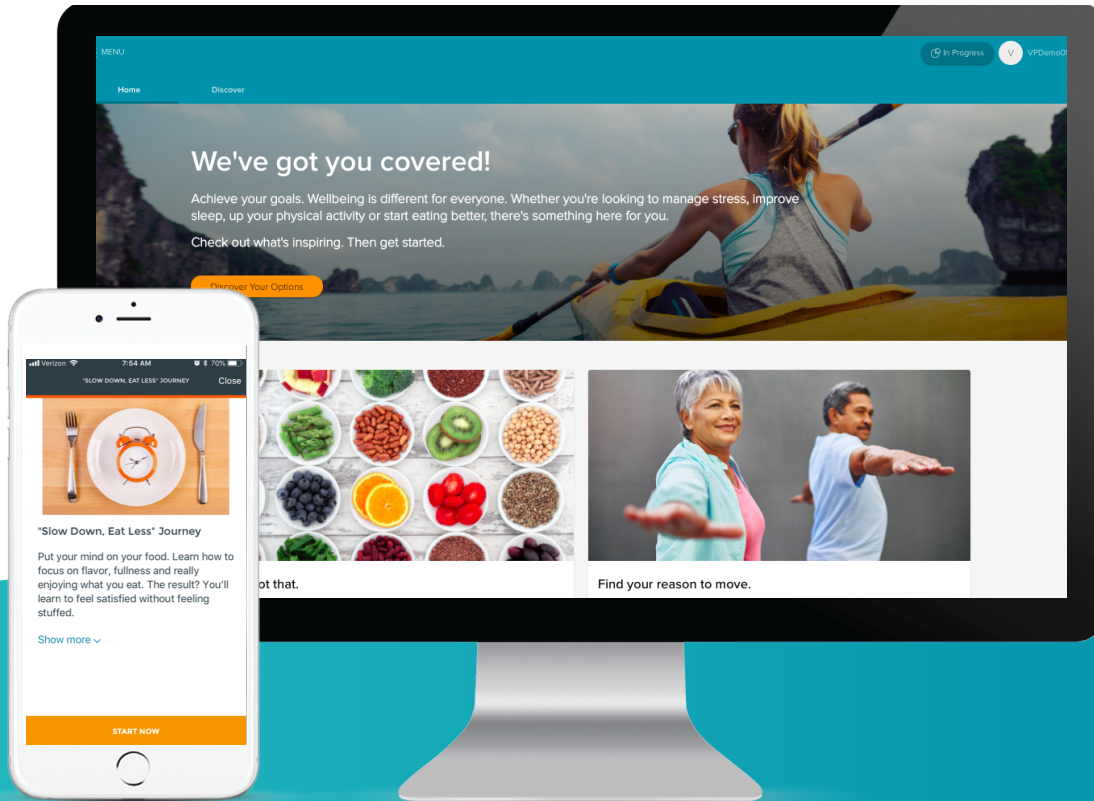 MENU
In Progress
V
VPDemo05
Home
Discover
We've got you covered!
Achieve your goals. Wellbeing is different for everyone. Whether you're looking to manage stress, improve
sleep, up your physical activity or start eating better, there's something here for you.
Check out what's inspiring. Then get started.
Discover Your Options
ot that.
Find your reason to move.
Verizon
7:54 AM
70%
"SLOW DOWN, EAT LESS" JOURNEY
Close
"Slow Down, Eat Less" Journey
Put your mind on your food. Learn how to
focus on flavor, fullness and really
enjoying what you eat. The result? You'll
learn to feel satisfied without feeling
stuffed.
Show more
START NOW